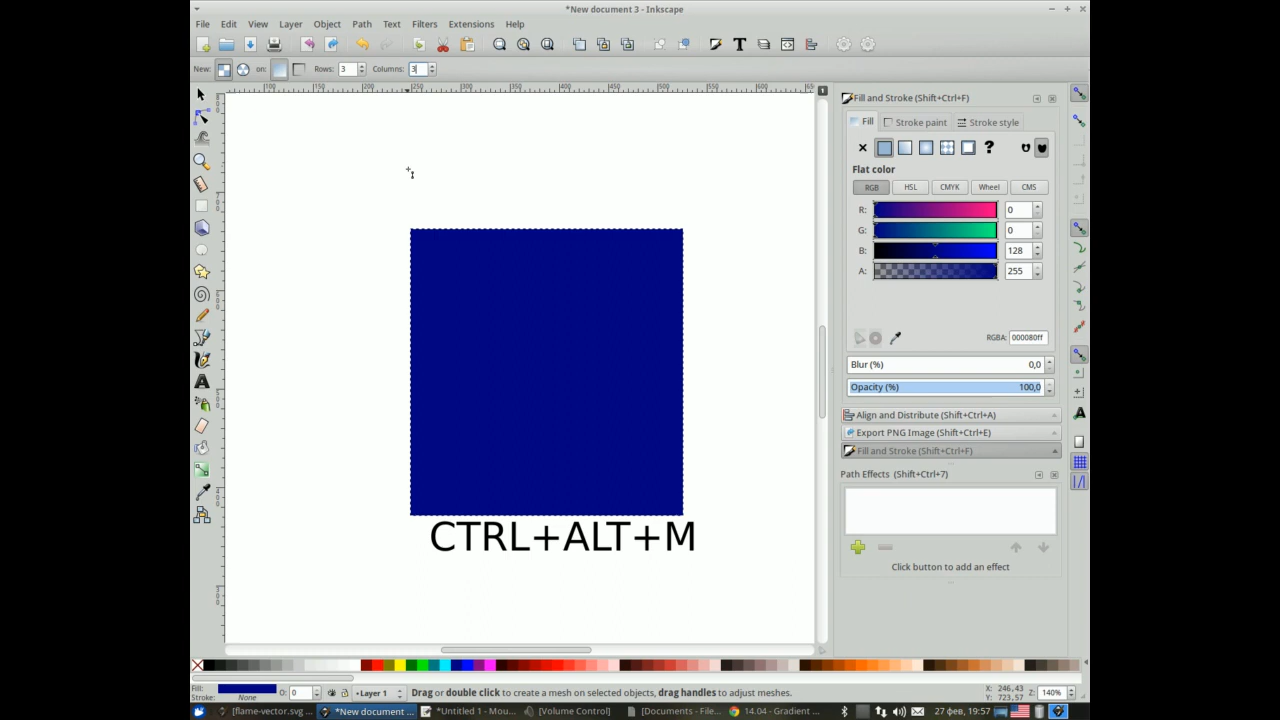 *New document 3 - Inkscape
File Edit View Layer Object Path Text Filters Extensions Help
New: on: Rows: 3 Columns: 3
Fill and Stroke (Shift+Ctrl+F)
Fill Stroke paint Stroke style
Flat color
RGB HSL CMYK Wheel CMS
R: 0
G: 0
B: 128
A: 255
RGBA: 000080ff
Blur (%) 0,0
Opacity (%) 100,0
Align and Distribute (Shift+Ctrl+A)
Export PNG Image (Shift+Ctrl+E)
Fill and Stroke (Shift+Ctrl+F)
Path Effects (Shift+Ctrl+7)
Click button to add an effect
CTRL+ALT+M
Fill:
Stroke: None
O: 0
•Layer 1
Drag or double click to create a mesh on selected objects, drag handles to adjust meshes.
X: 246,43
Y: 723,57
Z: 140%
[flame-vector.svg ...
*New document ...
*Untitled 1 - Mou...
[Volume Control]
[Documents - File...
14.04 - Gradient ...
27 фев, 19:57